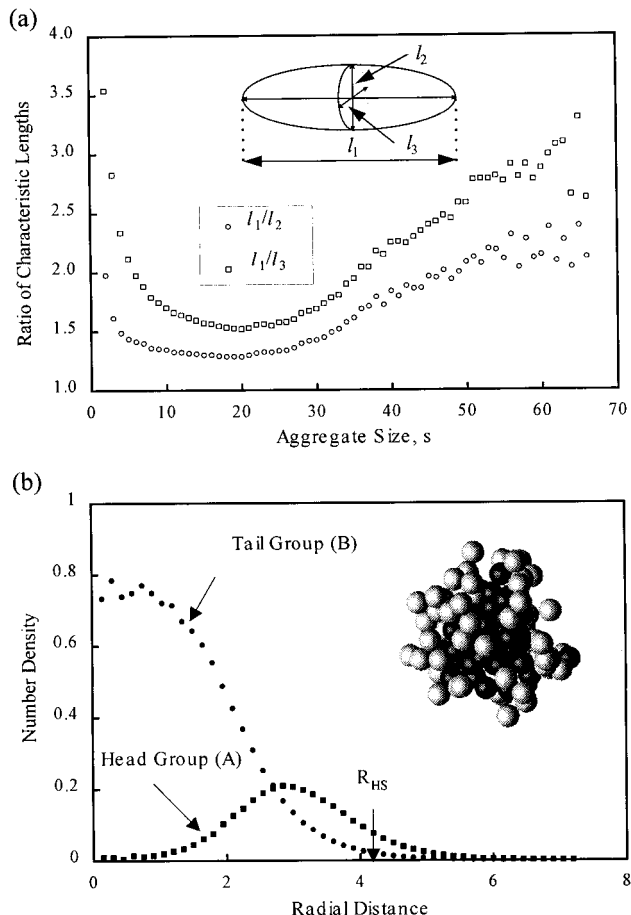 (a)
4.0
3.5
3.0
2.5
2.0
1.5
1.0
Ratio of Characteristic Lengths
l2
l1
l3
l1/l2
l1/l3
0 10 20 30 40 50 60 70
Aggregate Size, s
(b)
1
0.8
0.6
0.4
0.2
0
Number Density
Tail Group (B)
Head Group (A)
RHS
0 2 4 6 8
Radial Distance